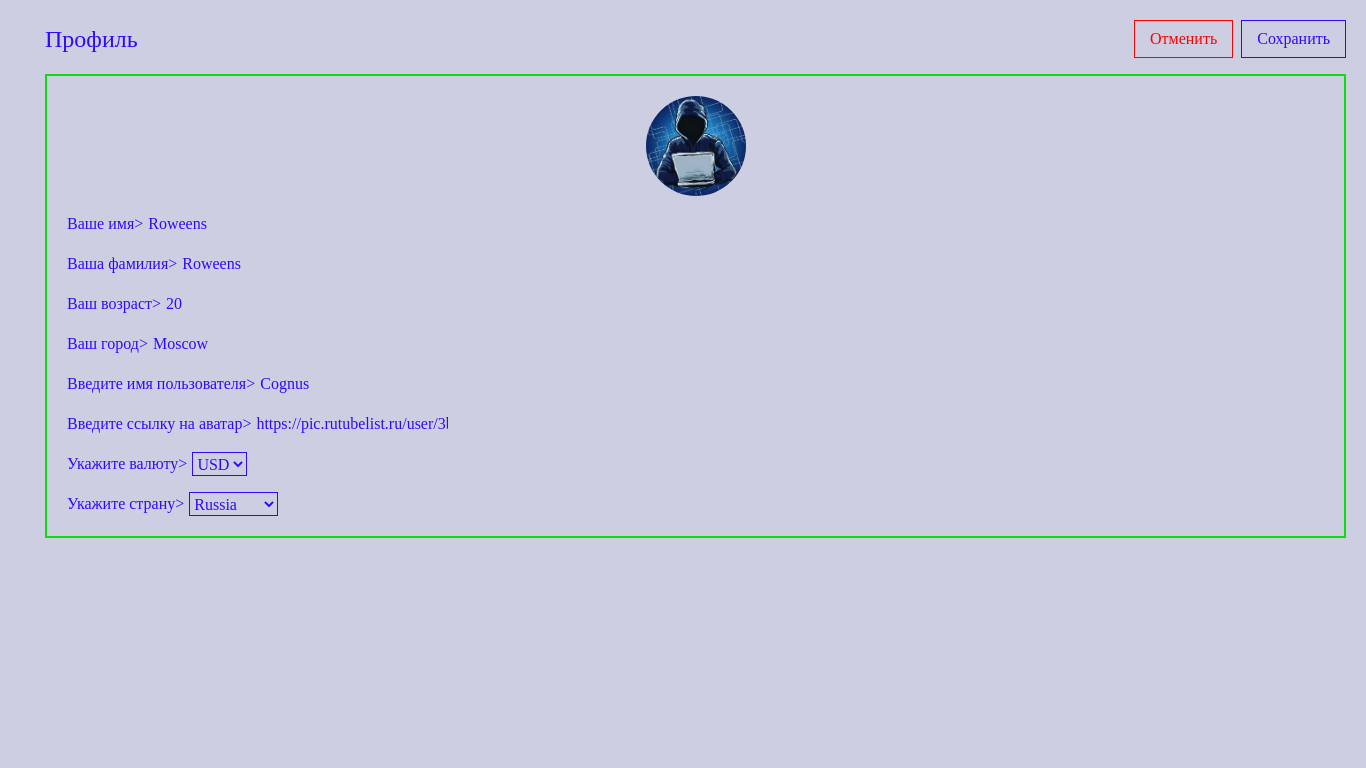 Профиль
Отменить
Сохранить
Ваше имя> Roweens
Ваша фамилия> Roweens
Ваш возраст> 20
Ваш город> Moscow
Введите имя пользователя> Cognus
Введите ссылку на аватар> https://pic.rutubelist.ru/user/3
Укажите валюту> USD
Укажите страну> Russia